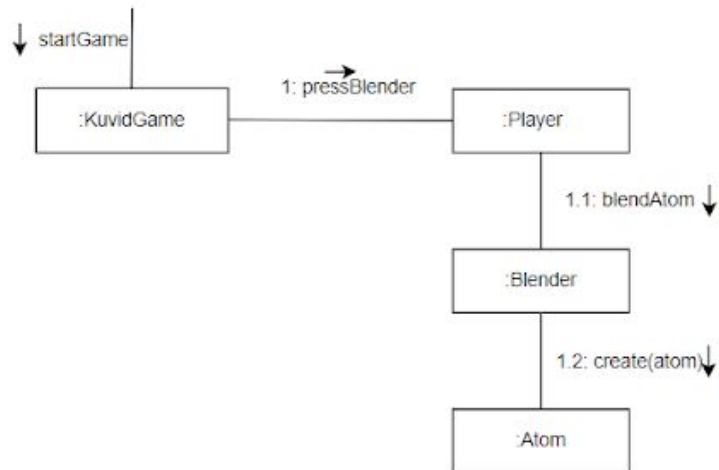 startGame
1: pressBlender
:KuvidGame
:Player
1.1: blendAtom
:Blender
1.2: create(atom)
:Atom